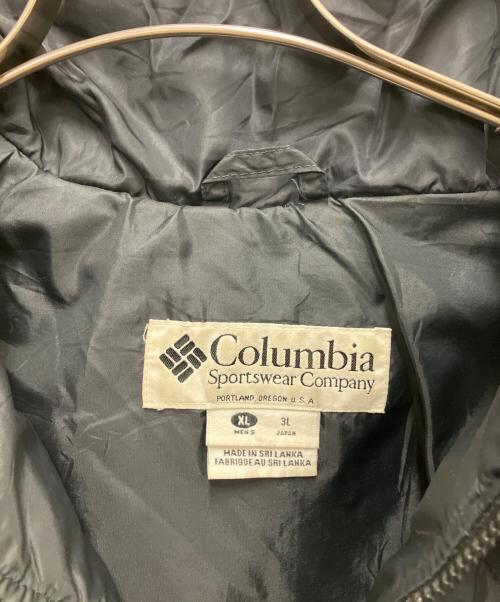 Columbia
Sportswear Company
PORTLAND, OREGON U.S.A.
XL 3L
MEN'S JAPAN
MADE IN SRI LANKA
FABRIQUE AU SRI LANKA